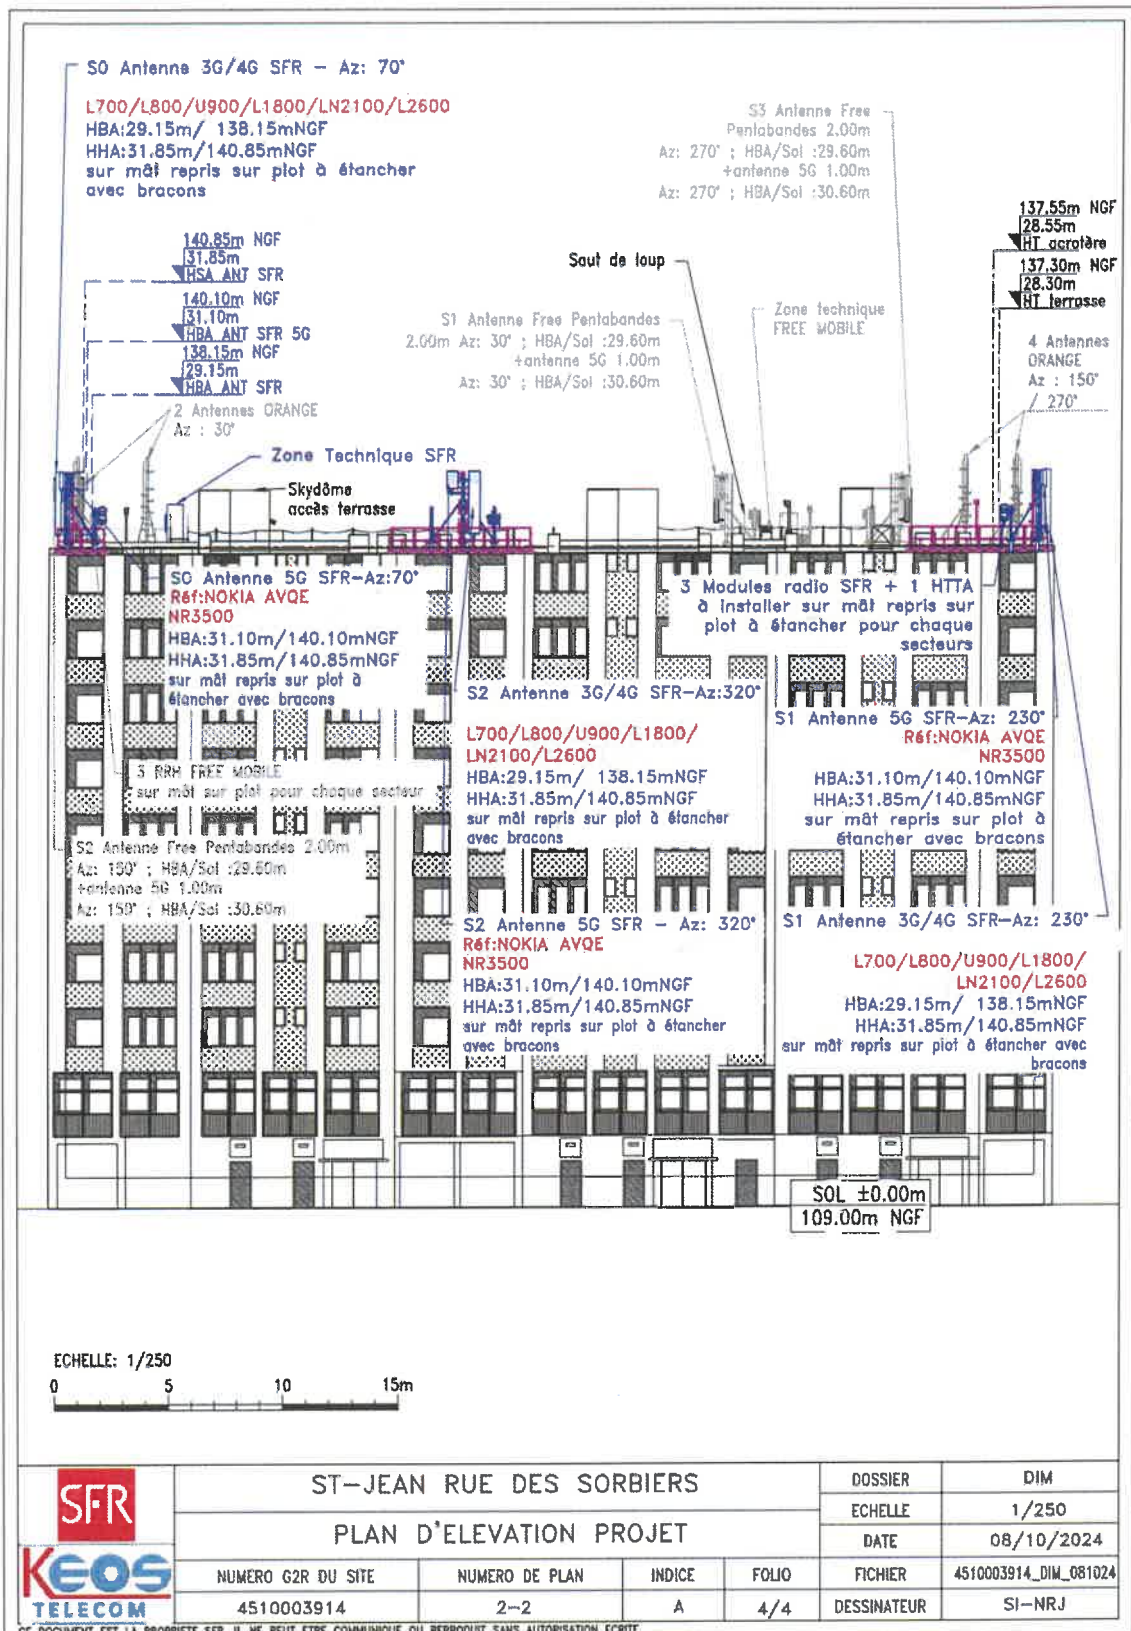 S0 Antenne 3G/4G SFR - Az: 70°
L700/L800/U900/L1800/LN2100/L2600
HBA:29.15m/ 138.15mNGF
HHA:31.85m/140.85mNGF
sur mât repris sur plot à étancher
avec bracons
S3 Antenne Free
Pentabandes 2.00m
Az: 270° ; HBA/Sol :29.60m
+antenne 5G 1.00m
Az: 270° ; HBA/Sol :30.60m
137.55m NGF
28.55m
HT acrotère
137.30m NGF
28.30m
HT terrasse
140.85m NGF
31.85m
HSA ANT SFR
140.10m NGF
31.10m
HBA ANT SFR 5G
138.15m NGF
29.15m
HBA ANT SFR
2 Antennes ORANGE
Az : 30°
Saut de loup
S1 Antenne Free Pentabandes
2.00m Az: 30° ; HBA/Sol :29.60m
+antenne 5G 1.00m
Az: 30° ; HBA/Sol :30.60m
Zone technique
FREE MOBILE
4 Antennes
ORANGE
Az : 150°
/ 270°
Zone Technique SFR
Skydôme
accès terrasse
S0 Antenne 5G SFR-Az:70°
Réf:NOKIA AVQE
NR3500
HBA:31.10m/140.10mNGF
HHA:31.85m/140.85mNGF
sur mât repris sur plot à
étancher avec bracons
3 Modules radio SFR + 1 HTTA
à installer sur mât repris sur
plot à étancher pour chaque
secteurs
S2 Antenne 3G/4G SFR-Az:320°
L700/L800/U900/L1800/
LN2100/L2600
HBA:29.15m/ 138.15mNGF
HHA:31.85m/140.85mNGF
sur mât repris sur plot à étancher
avec bracons
S1 Antenne 5G SFR-Az: 230°
Réf:NOKIA AVQE
NR3500
HBA:31.10m/140.10mNGF
HHA:31.85m/140.85mNGF
sur mât repris sur plot à
étancher avec bracons
3 RRH FREE MOBILE
sur mât sur plot pour chaque secteur
S2 Antenne Free Pentabandes 2.00m
Az: 150° ; HBA/Sol :29.60m
+antenne 5G 1.00m
Az: 150° ; HBA/Sol :30.60m
S2 Antenne 5G SFR - Az: 320°
Réf:NOKIA AVQE
NR3500
HBA:31.10m/140.10mNGF
HHA:31.85m/140.85mNGF
sur mât repris sur plot à étancher
avec bracons
S1 Antenne 3G/4G SFR-Az: 230°
L700/L800/U900/L1800/
LN2100/L2600
HBA:29.15m/ 138.15mNGF
HHA:31.85m/140.85mNGF
sur mât repris sur plot à étancher avec
bracons
SOL ±0.00m
109.00m NGF
ECHELLE: 1/250
0 5 10 15m
SFR
KEOS
TELECOM
ST-JEAN RUE DES SORBIERS
PLAN D'ELEVATION PROJET
DOSSIER DIM
ECHELLE 1/250
DATE 08/10/2024
NUMERO G2R DU SITE NUMERO DE PLAN INDICE FOLIO FICHIER 4510003914_DIM_081024
4510003914 2-2 A 4/4 DESSINATEUR SI-NRJ
CE DOCUMENT EST LA PROPRIETE SFR. IL NE PEUT ETRE COMMUNIQUE OU REPRODUIT SANS AUTORISATION ECRITE